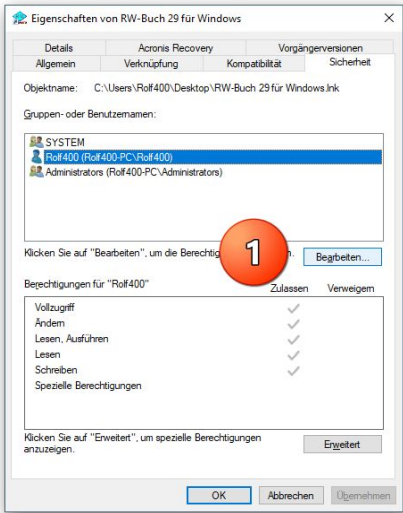 Eigenschaften von RW-Buch 29 für Windows
Details Acronis Recovery Vorgängerversionen
Allgemein Verknüpfung Kompatibilität Sicherheit
Objektname: C:\Users\Rolf400\Desktop\RW-Buch 29 für Windows.lnk
Gruppen- oder Benutzernamen:
SYSTEM
Rolf400 (Rolf400-PC\Rolf400)
Administrators (Rolf400-PC\Administrators)
1
Klicken Sie auf "Bearbeiten", um die Bearbeiten...
Berechtigungen für "Rolf400" Zulassen Verweigern
Vollzugriff
Ändern
Lesen, Ausführen
Lesen
Schreiben
Spezielle Berechtigungen
Klicken Sie auf "Erweitert", um spezielle Berechtigungen
anzuzeigen. Erweitert
OK Abbrechen Übernehmen